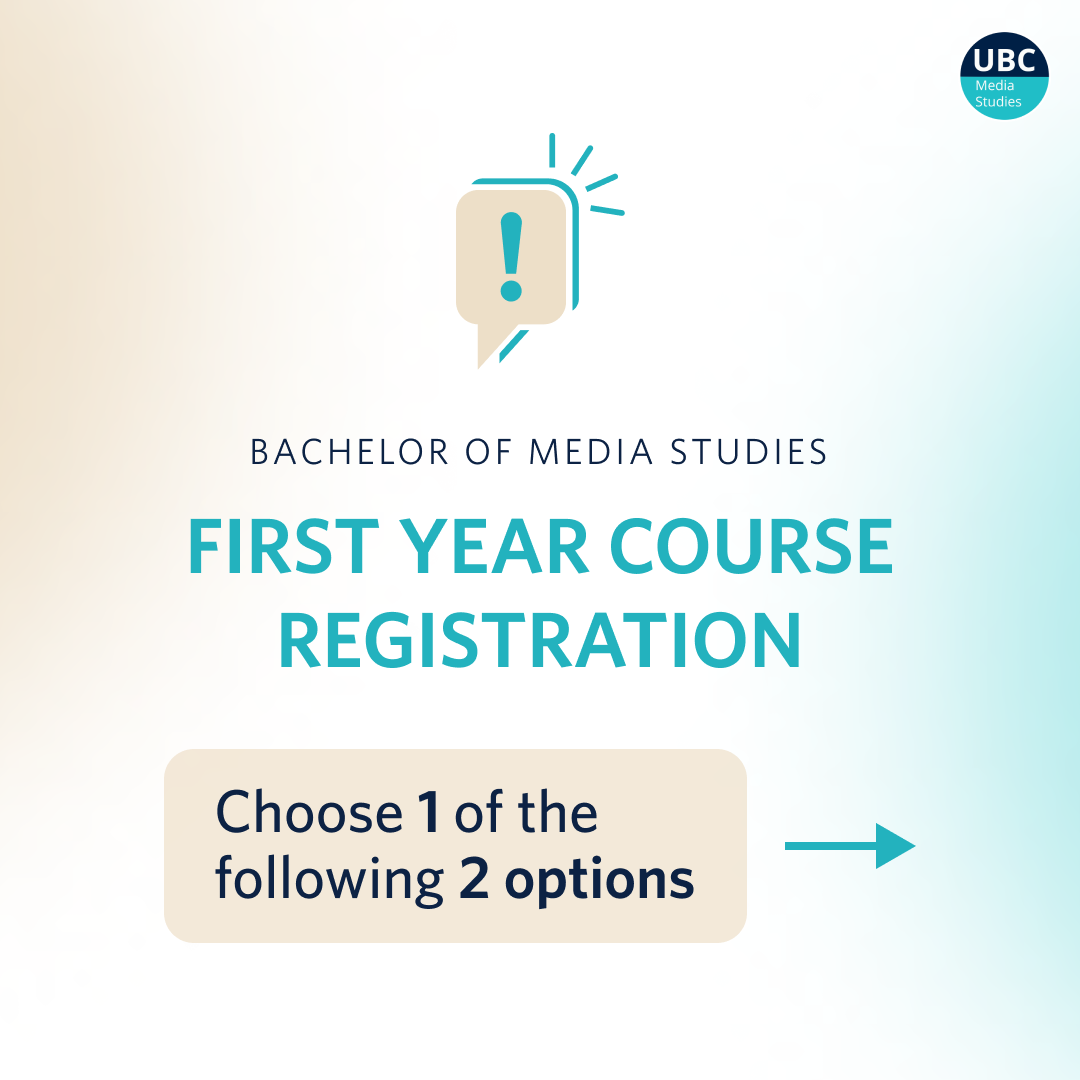 UBC
Media
Studies
!
BACHELOR OF MEDIA STUDIES
FIRST YEAR COURSE
REGISTRATION
Choose 1 of the
following 2 options